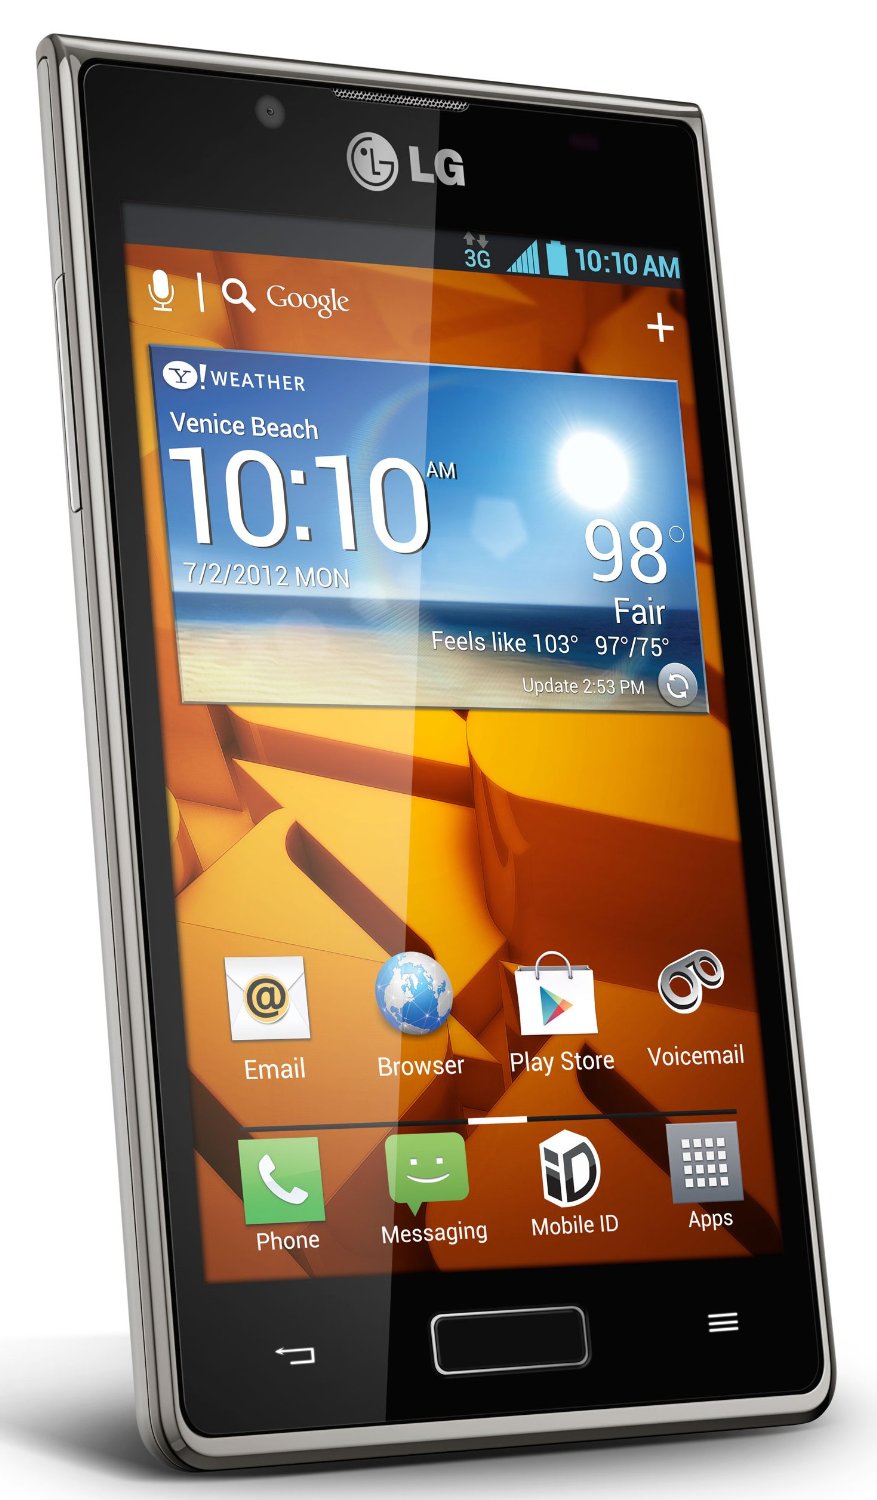 LG
3G 10:10 AM
Google
+
Y! WEATHER
Venice Beach
10:10 AM
98°
7/2/2012 MON
Fair
Feels like 103° 97°/75°
Update 2:53 PM
@
Email Browser Play Store Voicemail
iD
Phone Messaging Mobile ID Apps